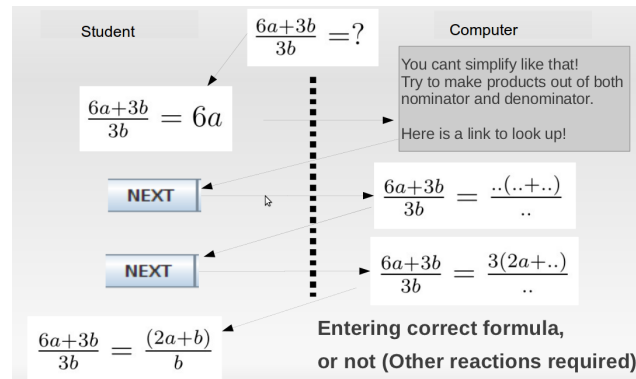 Student
Computer
6a+3b/3b =?
6a+3b/3b = 6a
You cant simplify like that!
Try to make products out of both
nominator and denominator.
Here is a link to look up!
NEXT
6a+3b/3b = ..(..+..)/..
NEXT
6a+3b/3b = 3(2a+..)/..
6a+3b/3b = (2a+b)/b
Entering correct formula,
or not (Other reactions required)